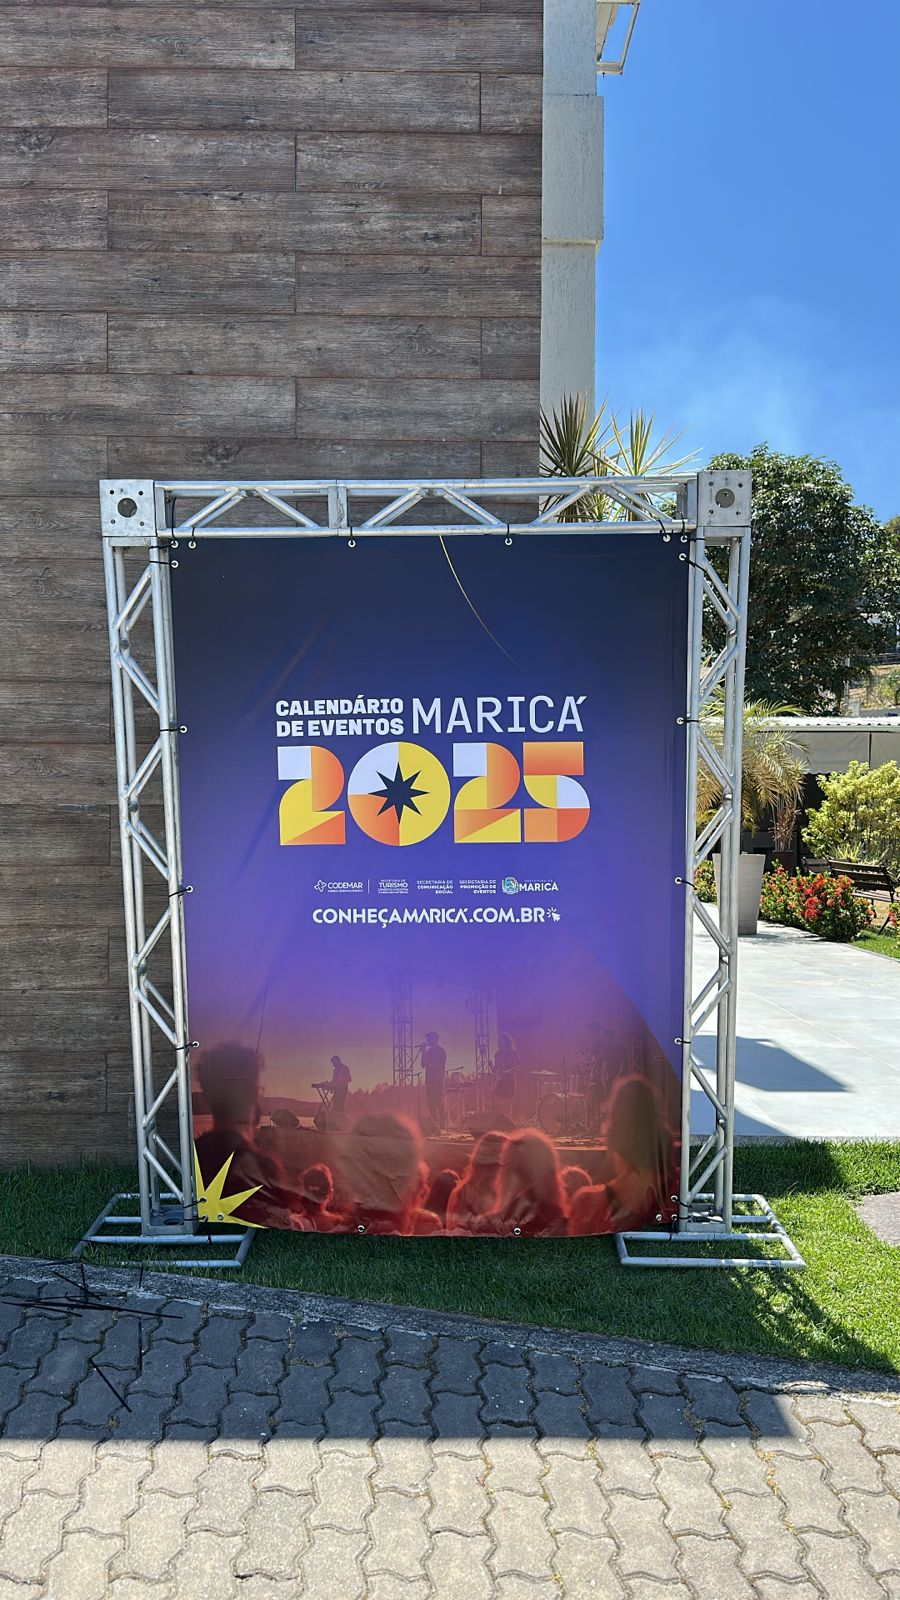 CALENDÁRIO
DE EVENTOS
MARICÁ
2025
CODEMAR
TURISMO
SECRETARIA DE
COMUNICAÇÃO
SOCIAL
SECRETARIA DE
PROMOÇÃO DE
EVENTOS
MARICÁ
CONHEÇAMARICÁ.COM.BR